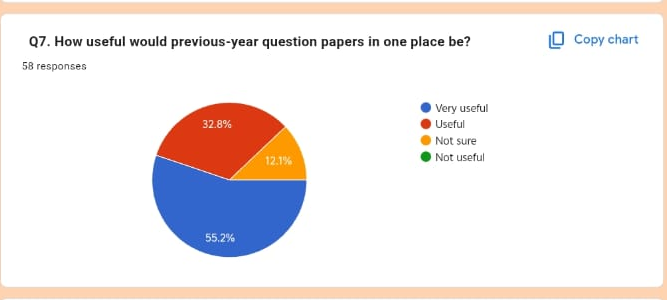 Q7. How useful would previous-year question papers in one place be?
Copy chart
58 responses
32.8%
12.1%
55.2%
Very useful
Useful
Not sure
Not useful